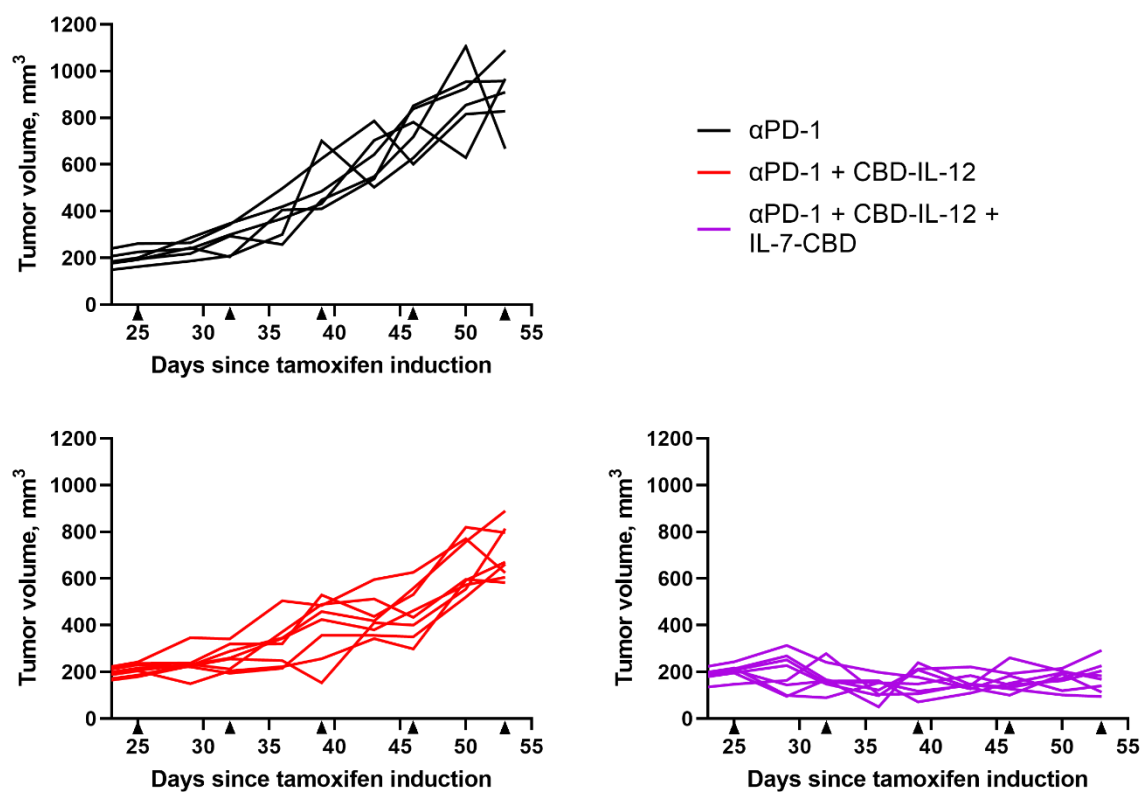 1200
1000
800
600
400
200
0
Tumor volume, mm³
25 30 35 40 45 50 55
Days since tamoxifen induction
αPD-1
αPD-1 + CBD-IL-12
αPD-1 + CBD-IL-12 +
IL-7-CBD
1200
1000
800
600
400
200
0
Tumor volume, mm³
25 30 35 40 45 50 55
Days since tamoxifen induction
1200
1000
800
600
400
200
0
Tumor volume, mm³
25 30 35 40 45 50 55
Days since tamoxifen induction